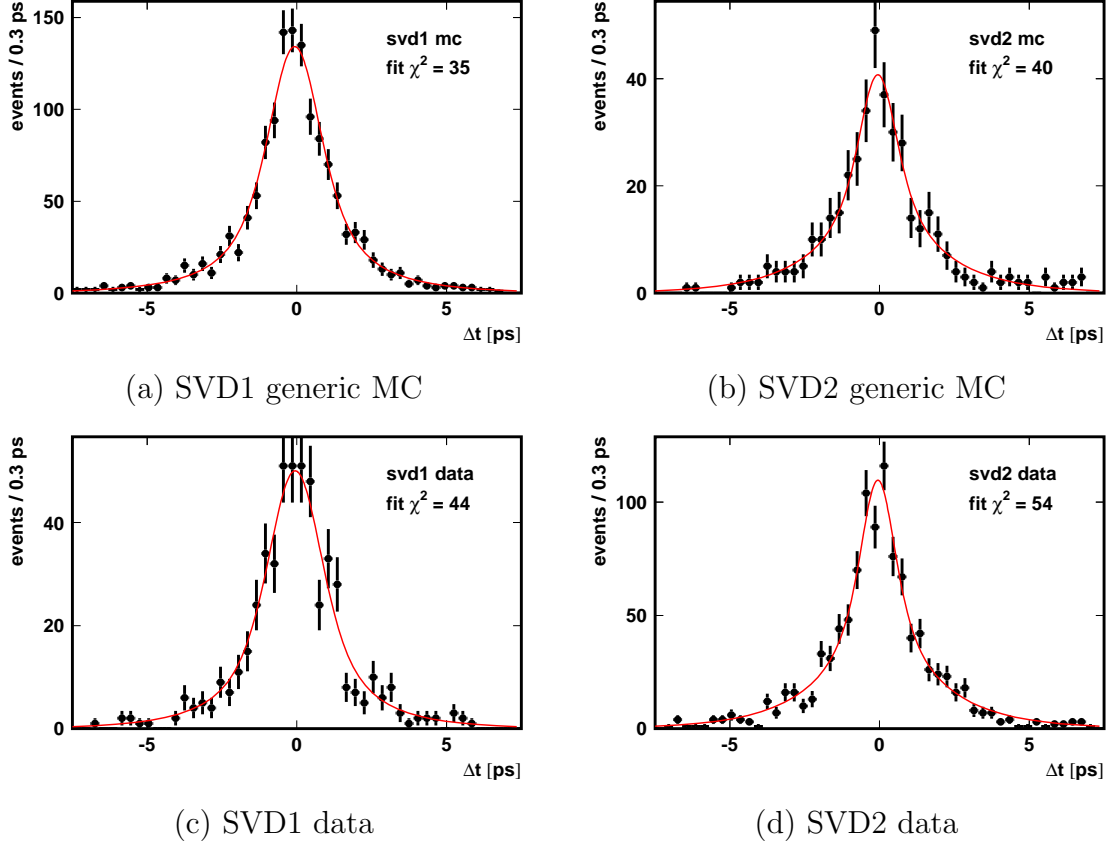 events / 0.3 ps
150
100
50
0
svd1 mc
fit χ² = 35
-5
0
5
Δt [ps]
(a) SVD1 generic MC
events / 0.3 ps
40
20
0
svd2 mc
fit χ² = 40
-5
0
5
Δt [ps]
(b) SVD2 generic MC
events / 0.3 ps
40
20
0
svd1 data
fit χ² = 44
-5
0
5
Δt [ps]
(c) SVD1 data
events / 0.3 ps
100
50
0
svd2 data
fit χ² = 54
-5
0
5
Δt [ps]
(d) SVD2 data